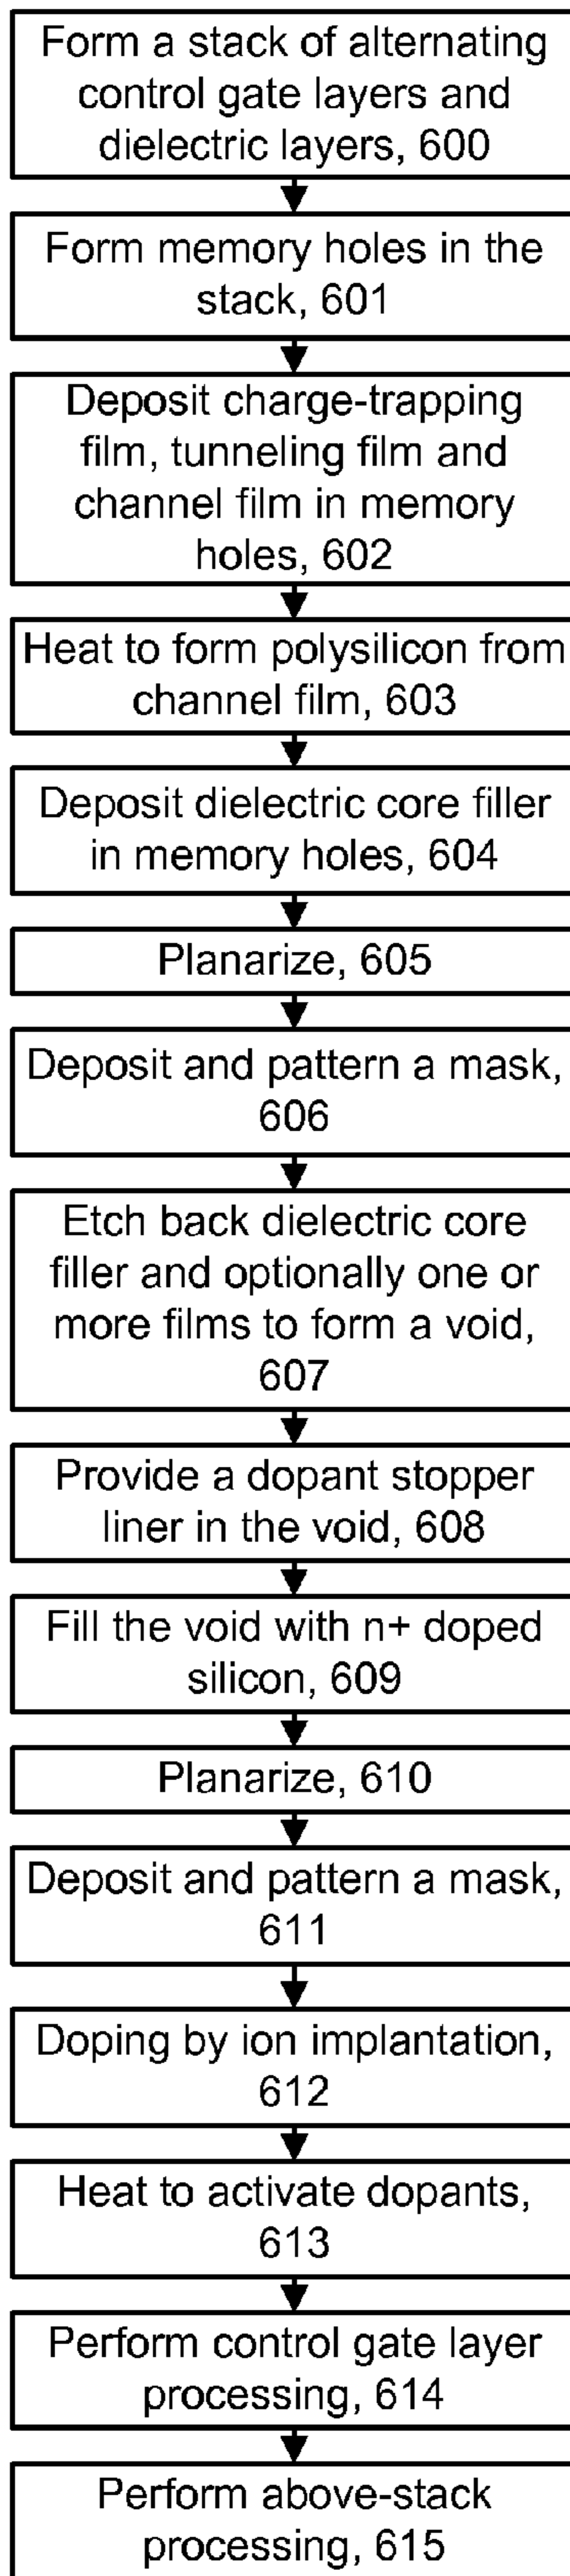 Form a stack of alternating
control gate layers and
dielectric layers, 600
Form memory holes in the
stack, 601
Deposit charge-trapping
film, tunneling film and
channel film in memory
holes, 602
Heat to form polysilicon from
channel film, 603
Deposit dielectric core filler
in memory holes, 604
Planarize, 605
Deposit and pattern a mask,
606
Etch back dielectric core
filler and optionally one or
more films to form a void,
607
Provide a dopant stopper
liner in the void, 608
Fill the void with n+ doped
silicon, 609
Planarize, 610
Deposit and pattern a mask,
611
Doping by ion implantation,
612
Heat to activate dopants,
613
Perform control gate layer
processing, 614
Perform above-stack
processing, 615